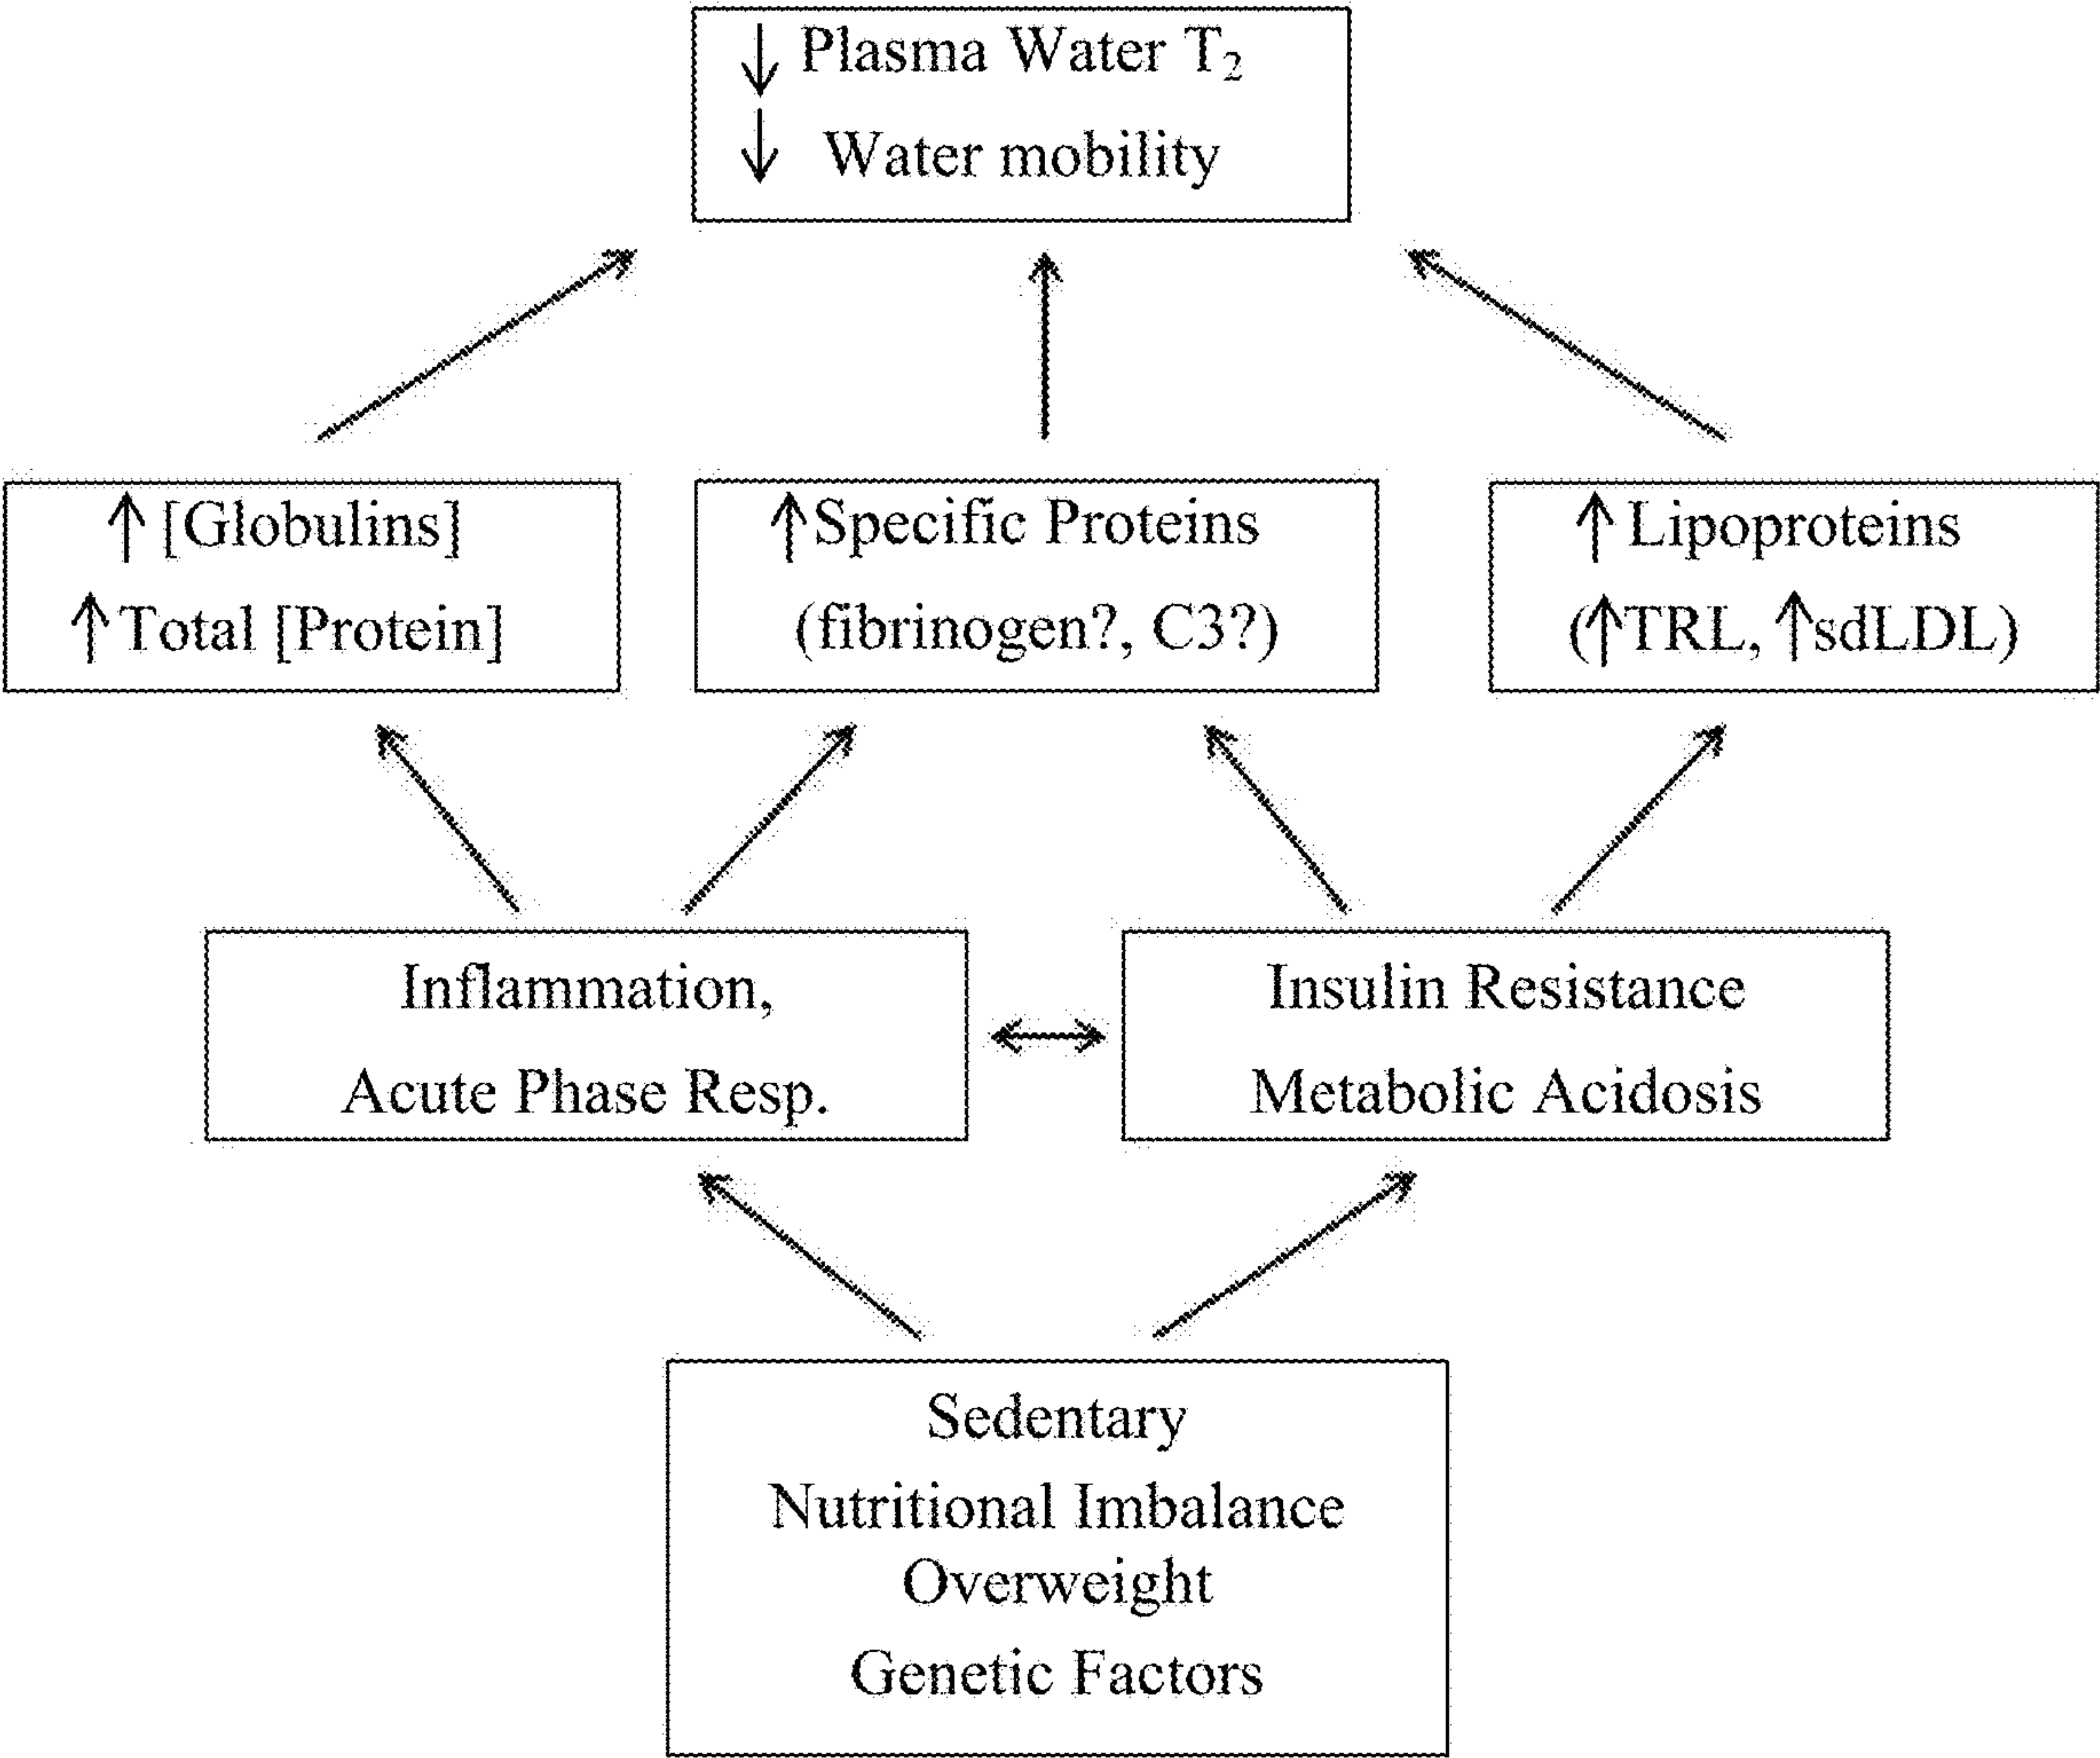 ↓ Plasma Water T₂
↓ Water mobility
↑ [Globulins]
↑ Total [Protein]
↑ Specific Proteins
(fibrinogen?, C3?)
↑ Lipoproteins
(↑TRL, ↑sdLDL)
Inflammation,
Acute Phase Resp.
Insulin Resistance
Metabolic Acidosis
Sedentary
Nutritional Imbalance
Overweight
Genetic Factors